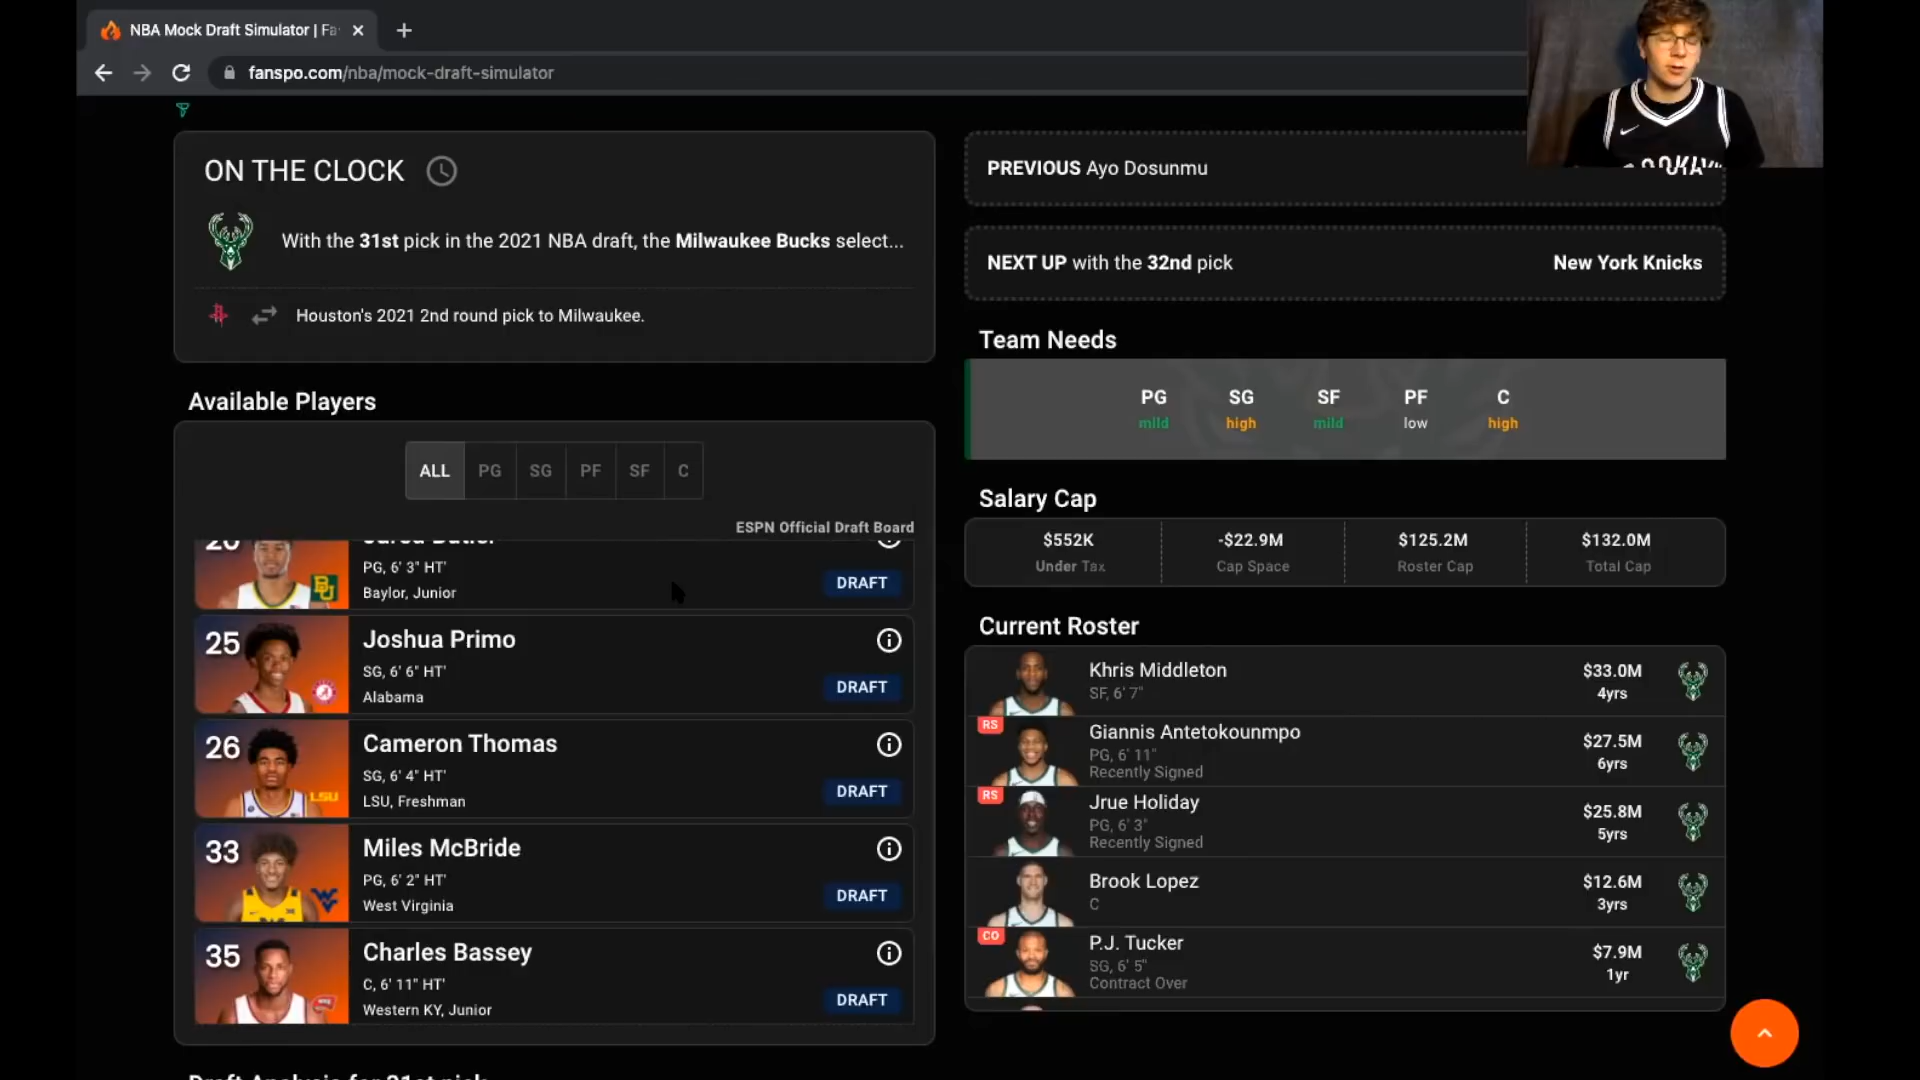 NBA Mock Draft Simulator | Fa
fanspo.com/nba/mock-draft-simulator
ON THE CLOCK
With the 31st pick in the 2021 NBA draft, the Milwaukee Bucks select...
Houston's 2021 2nd round pick to Milwaukee.
PREVIOUS Ayo Dosunmu
NEXT UP with the 32nd pick
New York Knicks
Available Players
ALL PG SG PF SF C
ESPN Official Draft Board
20 Jared Butler
PG, 6' 3" HT'
Baylor, Junior
DRAFT
25 Joshua Primo
SG, 6' 6" HT'
Alabama
DRAFT
26 Cameron Thomas
SG, 6' 4" HT'
LSU, Freshman
DRAFT
LSU
33 Miles McBride
PG, 6' 2" HT'
West Virginia
DRAFT
35 Charles Bassey
C, 6' 11" HT'
Western KY, Junior
DRAFT
Draft Analysis for 31st pick
Team Needs
PG SG SF PF C
mild high mild low high
Salary Cap
$552K -$22.9M $125.2M $132.0M
Under Tax Cap Space Roster Cap Total Cap
Current Roster
Khris Middleton
SF, 6' 7"
$33.0M
4yrs
RS
Giannis Antetokounmpo
PG, 6' 11"
Recently Signed
$27.5M
6yrs
RS
Jrue Holiday
PG, 6' 3"
Recently Signed
$25.8M
5yrs
Brook Lopez
C
$12.6M
3yrs
CO
P.J. Tucker
SG, 6' 5"
Contract Over
$7.9M
1yr